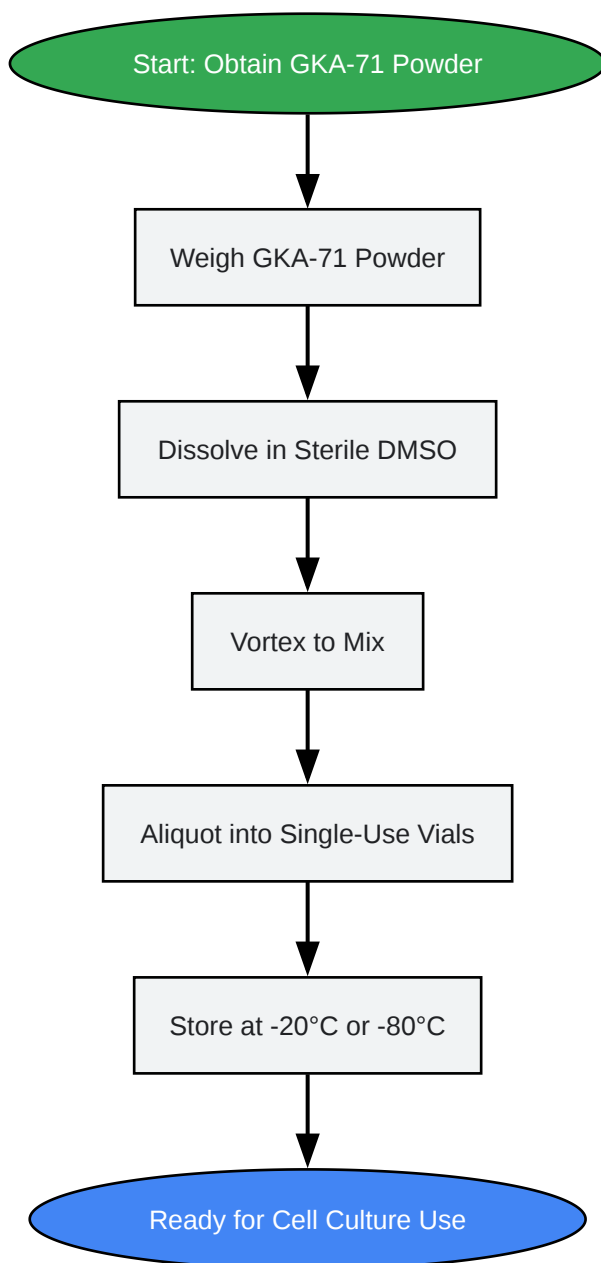 Start: Obtain GKA-71 Powder
Weigh GKA-71 Powder
Dissolve in Sterile DMSO
Vortex to Mix
Aliquot into Single-Use Vials
Store at -20°C or -80°C
Ready for Cell Culture Use